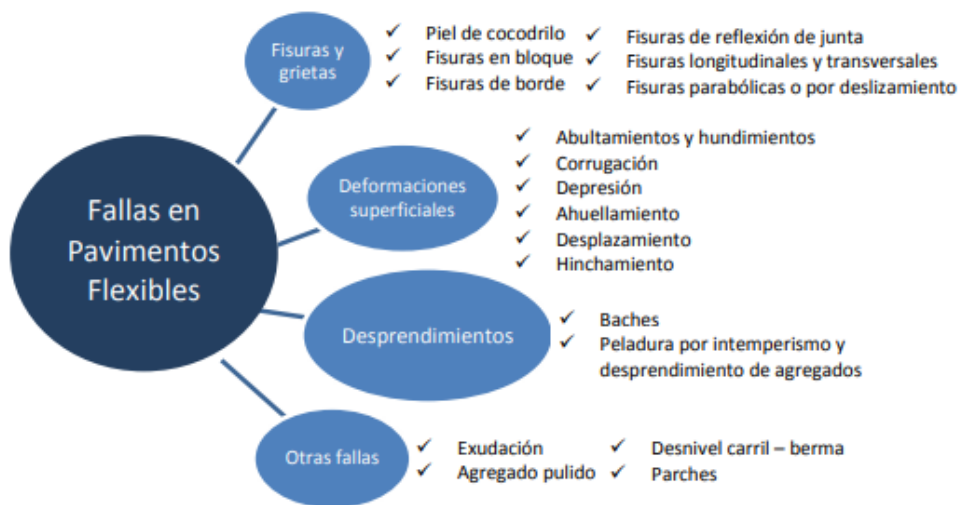 Fallas en
Pavimentos
Flexibles
Fisuras y
grietas
✓ Piel de cocodrilo
✓ Fisuras en bloque
✓ Fisuras de borde
✓ Fisuras de reflexión de junta
✓ Fisuras longitudinales y transversales
✓ Fisuras parabólicas o por deslizamiento
Deformaciones
superficiales
✓ Abultamientos y hundimientos
✓ Corrugación
✓ Depresión
✓ Ahuellamiento
✓ Desplazamiento
✓ Hinchamiento
Desprendimientos
✓ Baches
✓ Peladura por intemperismo y
desprendimiento de agregados
Otras fallas
✓ Exudación
✓ Agregado pulido
✓ Desnivel carril – berma
✓ Parches